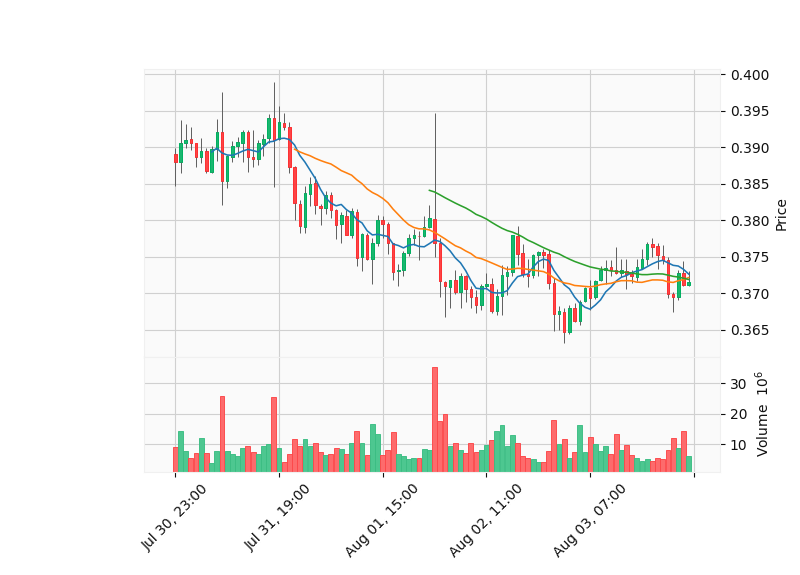 0.400
0.395
0.390
0.385
0.380
0.375
0.370
0.365
Price
30
20
10
Volume 10^6
Jul 30, 23:00
Jul 31, 19:00
Aug 01, 15:00
Aug 02, 11:00
Aug 03, 07:00